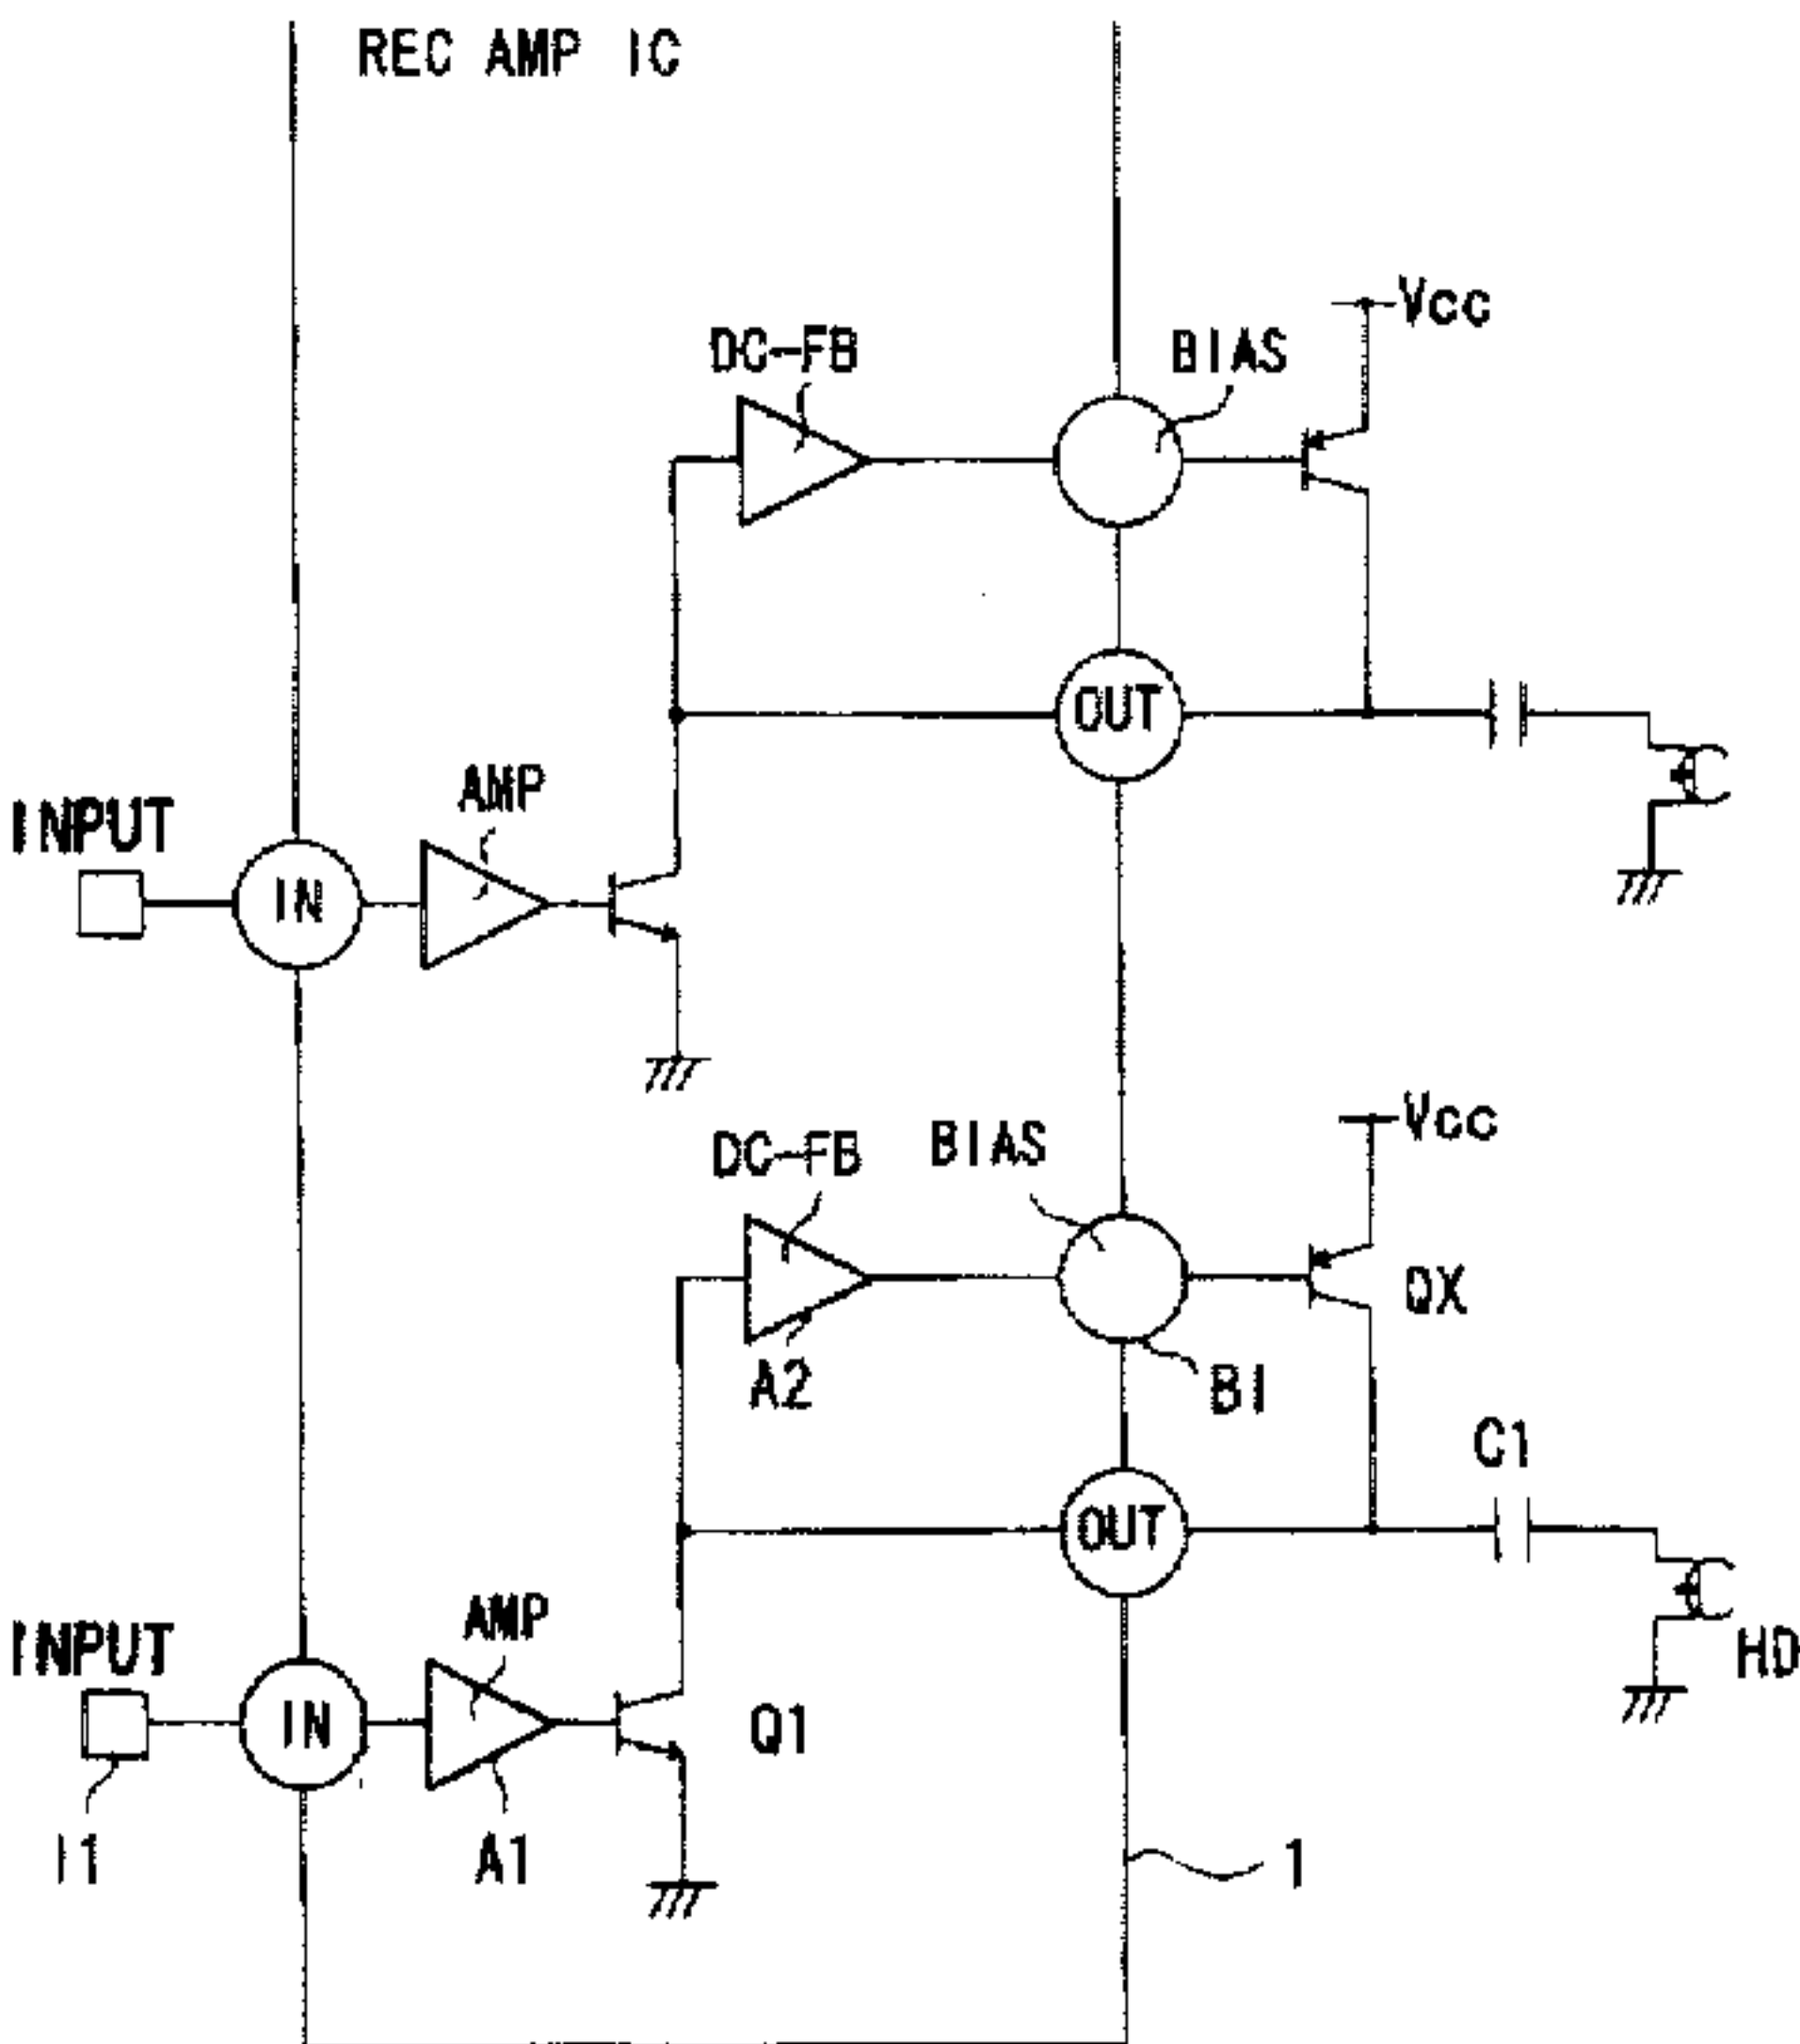 REC AMP IC
Vcc
DC-FB
BIAS
OUT
AMP
INPUT
IN
Vcc
BIAS
DC-FB
QX
A2
BI
C1
OUT
AMP
INPUT
HD
IN
Q1
I1
A1
1